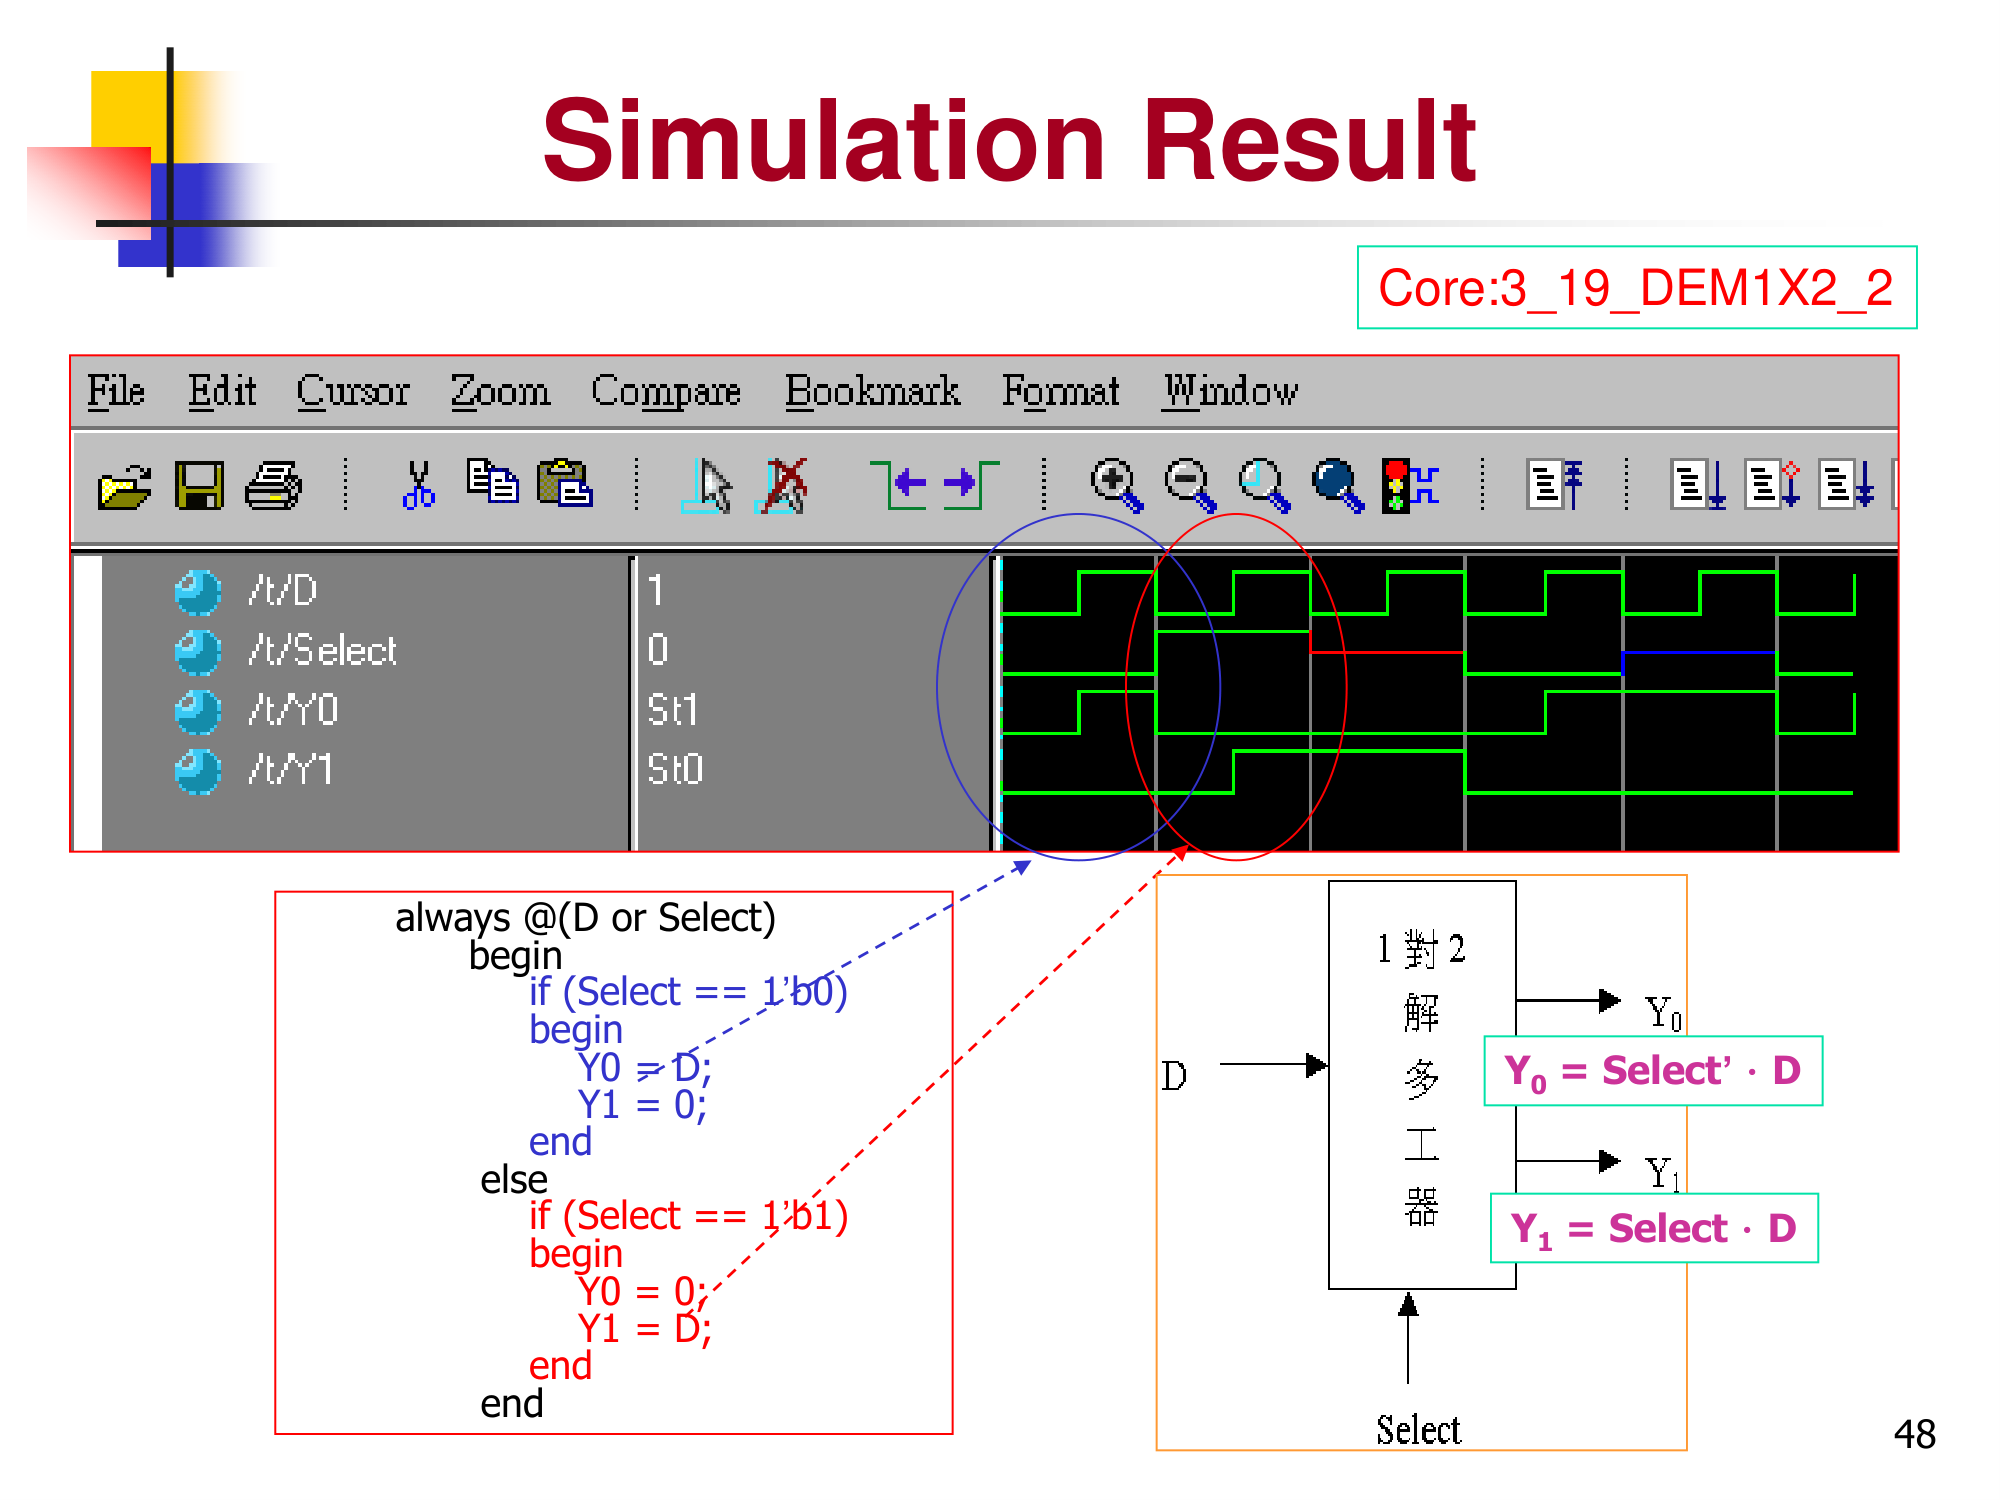 Simulation Result
Core:3_19_DEM1X2_2
File Edit Cursor Zoom Compare Bookmark Format Window
/t/D 1
/t/Select 0
/t/Y0 St1
/t/Y1 St0
always @(D or Select)
begin
if (Select == 1’b0)
begin
Y0 = D;
Y1 = 0;
end
else
if (Select == 1’b1)
begin
Y0 = 0;
Y1 = D;
end
end
1 對 2
解
多
工
器
D
Y₀
Y₀ = Select’ · D
Y₁
Y₁ = Select · D
Select
48